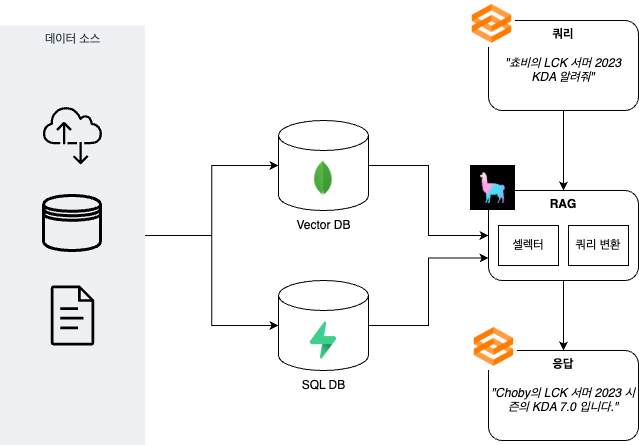 데이터 소스
쿼리
"쵸비의 LCK 서머 2023
KDA 알려줘"
Vector DB
RAG
셀렉터
쿼리 변환
SQL DB
응답
"Choby의 LCK 서머 2023 시
즌의 KDA 7.0 입니다."